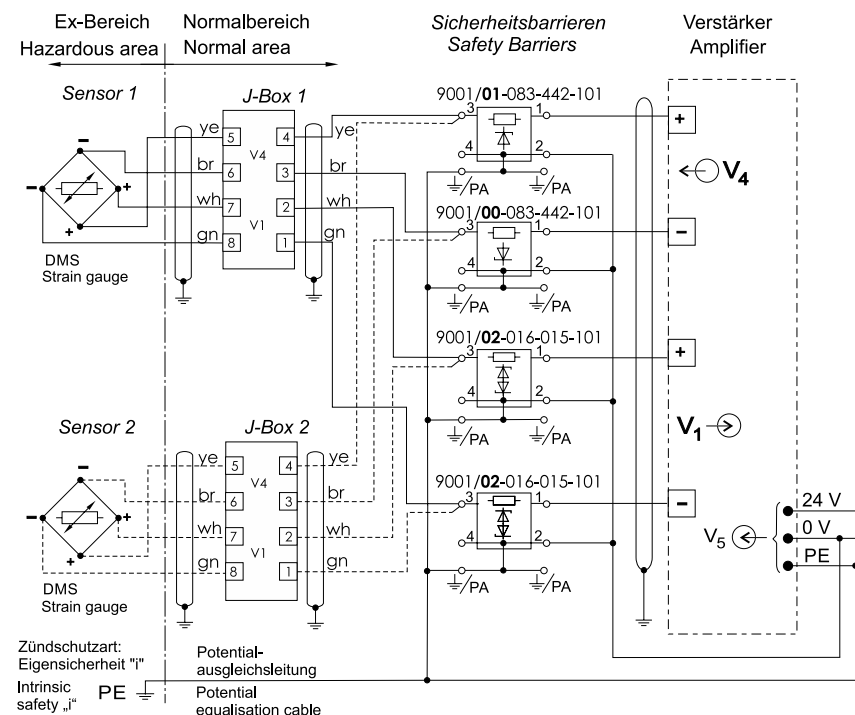 Ex-Bereich
Hazardous area
Normalbereich
Normal area
Sicherheitsbarrieren
Safety Barriers
Verstärker
Amplifier
Sensor 1
J-Box 1
9001/01-083-442-101
3 1
4 2
PA PA
ye 5 4 ye
V4
br 6 3 br
wh 7 2 wh
V1
gn 8 1 gn
- - + +
DMS
Strain gauge
+
V4
-
9001/00-083-442-101
3 1
4 2
PA PA
9001/02-016-015-101
3 1
4 2
PA PA
+
V1
-
Sensor 2
J-Box 2
ye 5 4 ye
V4
br 6 3 br
wh 7 2 wh
V1
gn 8 1 gn
- - + +
DMS
Strain gauge
9001/02-016-015-101
3 1
4 2
PA PA
V5
24 V
0 V
PE
Zündschutzart:
Eigensicherheit "i"
Intrinsic
safety „i“
PE
Potential-
ausgleichsleitung
Potential
equalisation cable